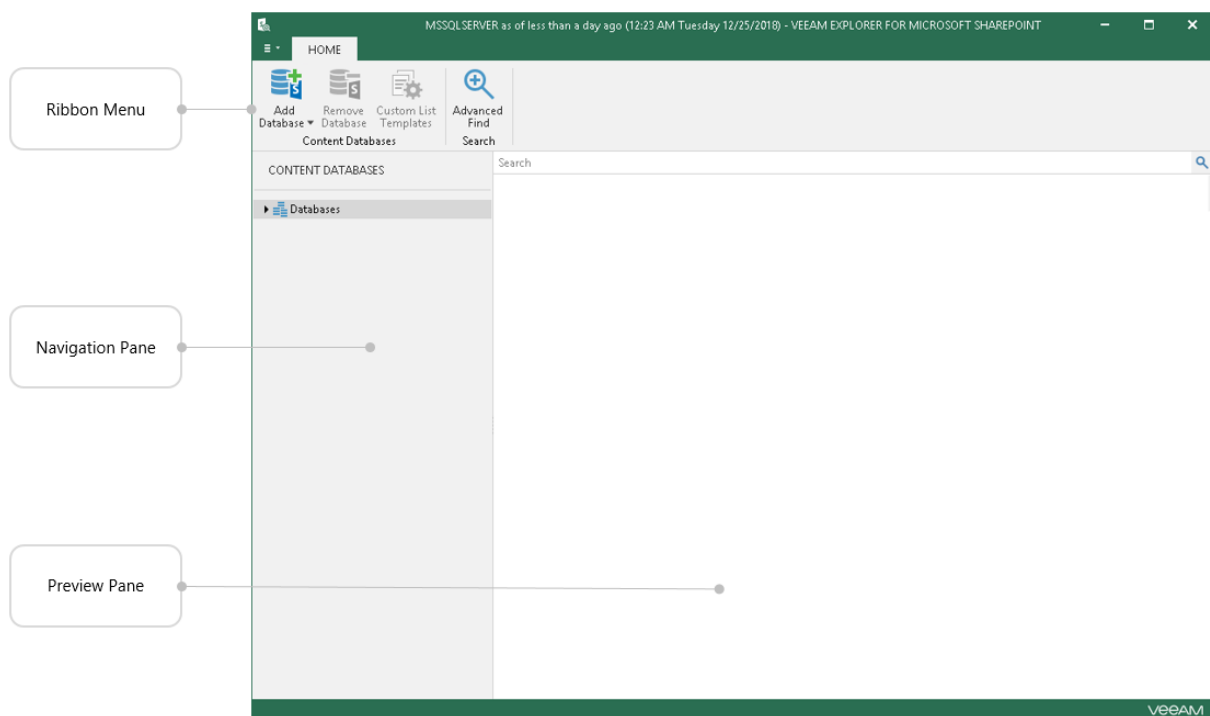 MSSQLSERVER as of less than a day ago (12:23 AM Tuesday 12/25/2018) - VEEAM EXPLORER FOR MICROSOFT SHAREPOINT
HOME
Ribbon Menu
Add Database
Remove Database
Custom List Templates
Advanced Find
Content Databases
Search
CONTENT DATABASES
Search
Databases
Navigation Pane
Preview Pane
VEEAM